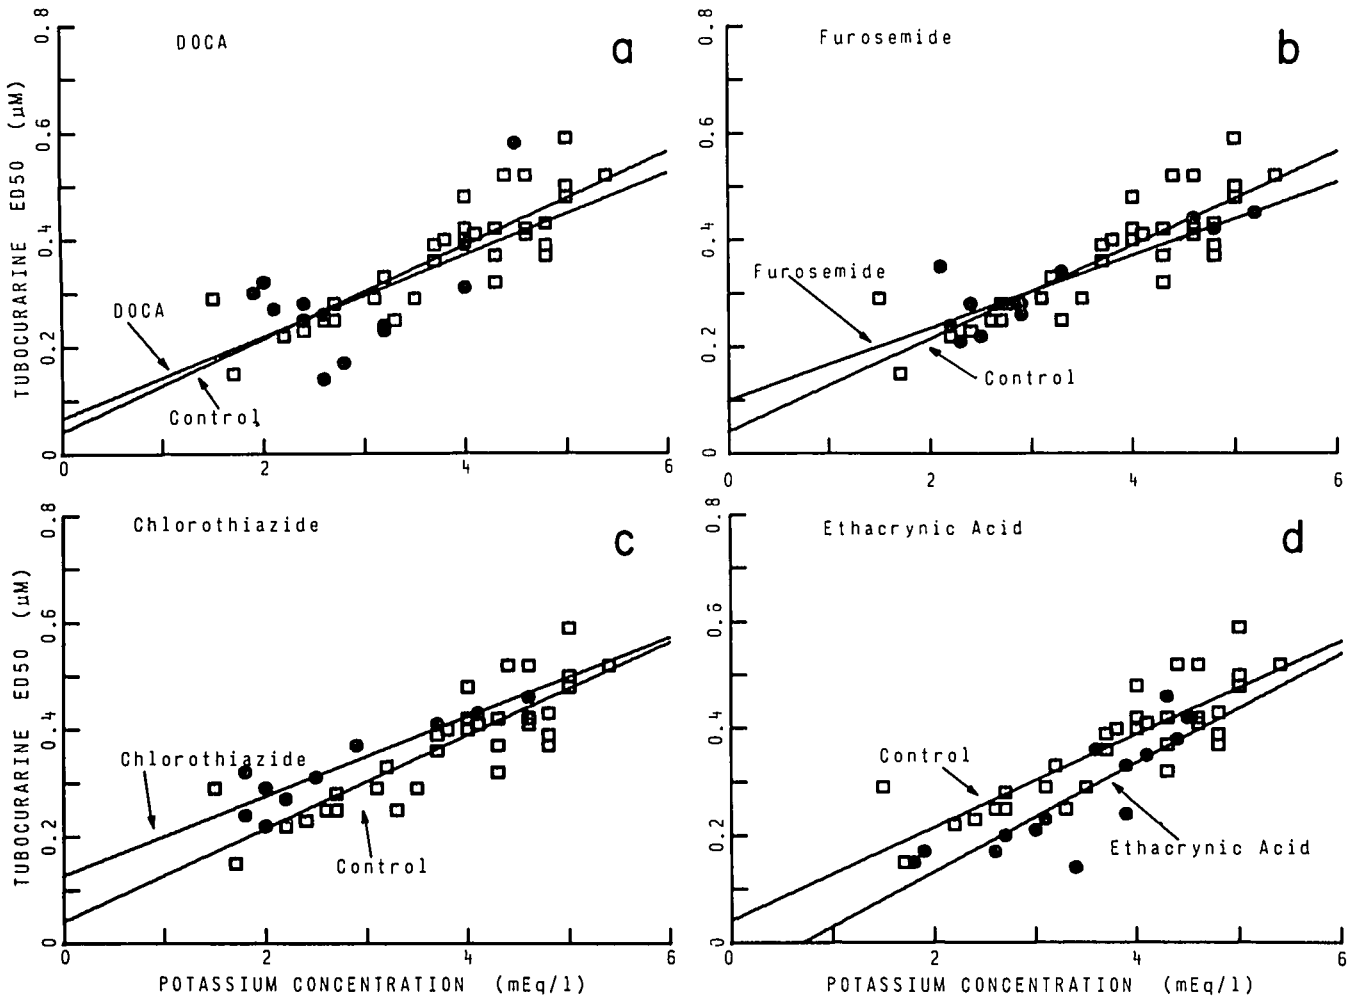 DOCA
a
TUBOCURARINE ED50 (µM)
0.8
0.6
0.4
0.2
0
DOCA
Control
0 2 4 6
Furosemide
b
0.8
0.6
0.4
0.2
0
Furosemide
Control
0 2 4 6
Chlorothiazide
c
TUBOCURARINE ED50 (µM)
0.8
0.6
0.4
0.2
0
Chlorothiazide
Control
0 2 4 6
POTASSIUM CONCENTRATION (mEq/l)
Ethacrynic Acid
d
0.8
0.6
0.4
0.2
0
Control
Ethacrynic Acid
0 2 4 6
POTASSIUM CONCENTRATION (mEq/l)